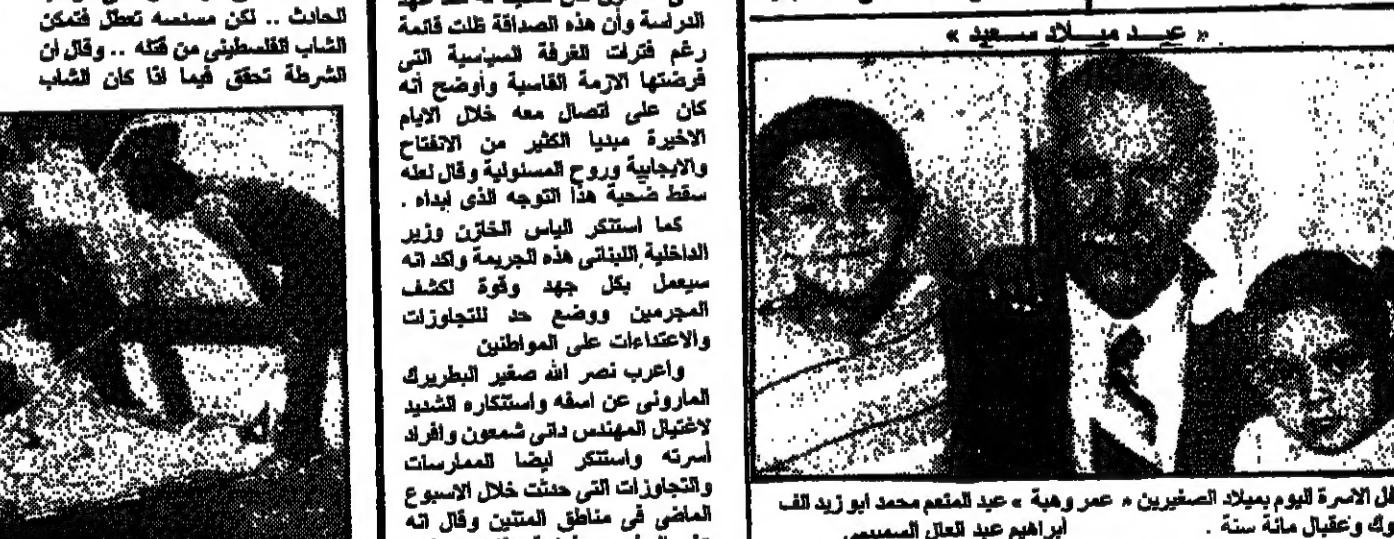 « عيد ميلاد سعيد »
الاسرة اليوم بميلاد الصغيرين « عمر وهبة » عبد المنعم محمد ابو زيد الف
وعقبال مائة سنة . ابراهيم عبد العال
الدراسة وأن هذه الصداقة ظلت قائمة
رغم فترات الفرقة السياسية التى
فرضتها الازمة القاسية وأوضح أنه
كان على اتصال معه خلال الايام
الاخيرة مبديا الكثير من الانفتاح
والايجابية وروح المسئولية وقال لعله
سقط ضحية هذا التوجه الذى ابداه .
كما استنكر الياس الخازن وزير
الداخلية اللبنانى هذه الجريمة واكد انه
سيعمل بكل جهد وقوة لكشف
المجرمين ووضع حد للتجاوزات
والاعتداءات على المواطنين
واعرب نصر الله صفير البطريرك
المارونى عن اسفه واستنكاره الشديد
لاغتيال المهندس دانى شمعون وافراد
أسرته واستنكر ايضا الممارسات
والتجاوزات التى حدثت خلال الاسبوع
الماضى فى مناطق المتنين وقال انه
الحادث .. لكن مسدسه تعطل فتمكن
الشاب الفلسطينى من قتله .. وقال ان
الشرطة تحقق فيما اذا كان الشاب